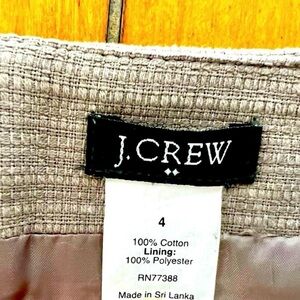 J.CREW
4
100% Cotton
Lining:
100% Polyester
RN77388
Made in Sri Lanka